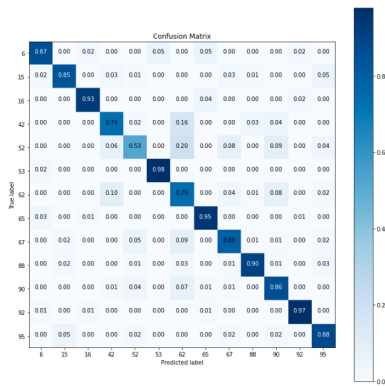 Confusion Matrix
6 0.87 0.00 0.02 0.00 0.00 0.05 0.00 0.05 0.00 0.00 0.00 0.02 0.00
15 0.02 0.85 0.00 0.03 0.01 0.00 0.00 0.00 0.03 0.01 0.00 0.00 0.05
16 0.00 0.00 0.93 0.00 0.00 0.00 0.00 0.04 0.00 0.00 0.00 0.02 0.00
42 0.00 0.00 0.00 0.74 0.02 0.00 0.16 0.00 0.00 0.03 0.04 0.00 0.00
52 0.00 0.00 0.00 0.06 0.53 0.00 0.20 0.00 0.08 0.00 0.09 0.00 0.04
53 0.02 0.00 0.00 0.00 0.00 0.98 0.00 0.00 0.00 0.00 0.00 0.00 0.00
62 0.00 0.00 0.00 0.10 0.00 0.00 0.75 0.00 0.04 0.01 0.08 0.00 0.02
65 0.03 0.00 0.01 0.00 0.00 0.00 0.00 0.95 0.00 0.00 0.00 0.01 0.00
67 0.00 0.02 0.00 0.00 0.05 0.00 0.09 0.00 0.80 0.01 0.01 0.00 0.02
88 0.00 0.02 0.00 0.00 0.01 0.00 0.03 0.00 0.01 0.90 0.01 0.00 0.03
90 0.00 0.00 0.00 0.02 0.04 0.00 0.07 0.01 0.01 0.00 0.86 0.00 0.00
92 0.01 0.00 0.01 0.00 0.00 0.00 0.00 0.01 0.00 0.00 0.00 0.97 0.00
95 0.00 0.05 0.00 0.00 0.02 0.00 0.01 0.00 0.02 0.02 0.00 0.00 0.88
6 15 16 42 52 53 62 65 67 88 90 92 95
Predicted label
True label
0.8
0.6
0.4
0.2
0.0